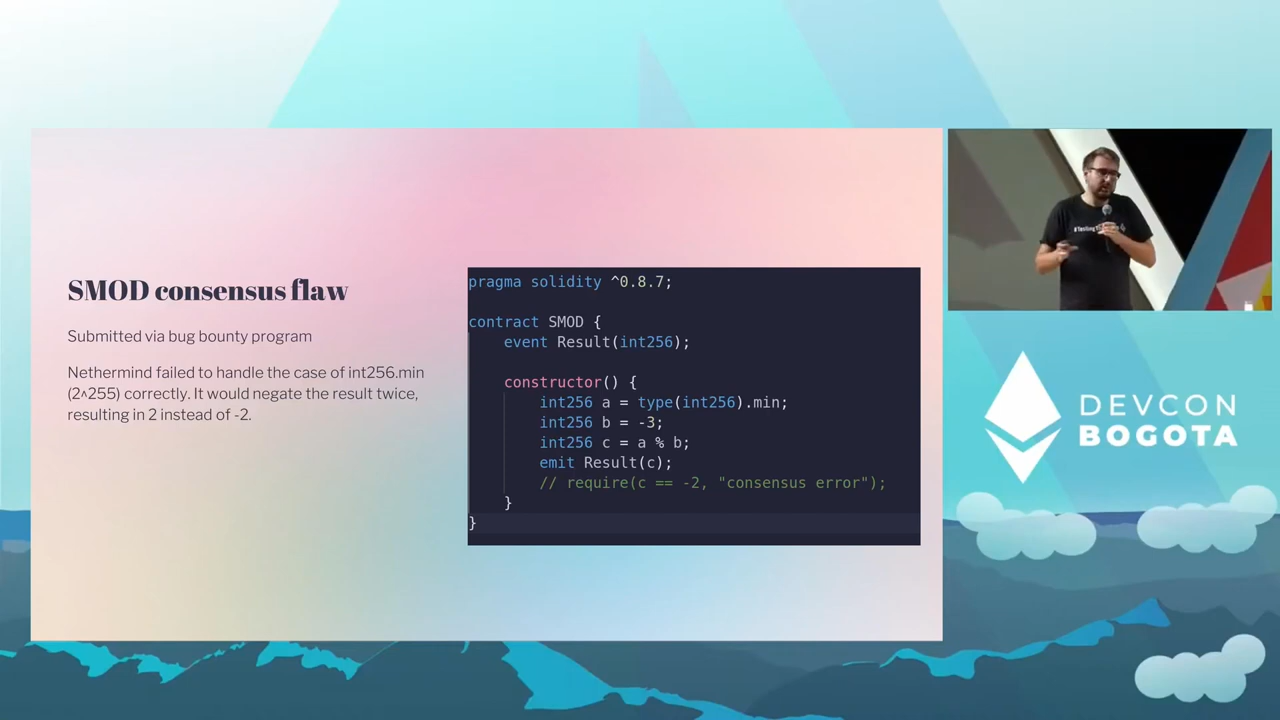 SMOD consensus flaw
Submitted via bug bounty program
Nethermind failed to handle the case of int256.min
(2^255) correctly. It would negate the result twice,
resulting in 2 instead of -2.
pragma solidity ^0.8.7;
contract SMOD {
event Result(int256);
constructor() {
int256 a = type(int256).min;
int256 b = -3;
int256 c = a % b;
emit Result(c);
// require(c == -2, "consensus error");
}
}
DEVCON
BOGOTA